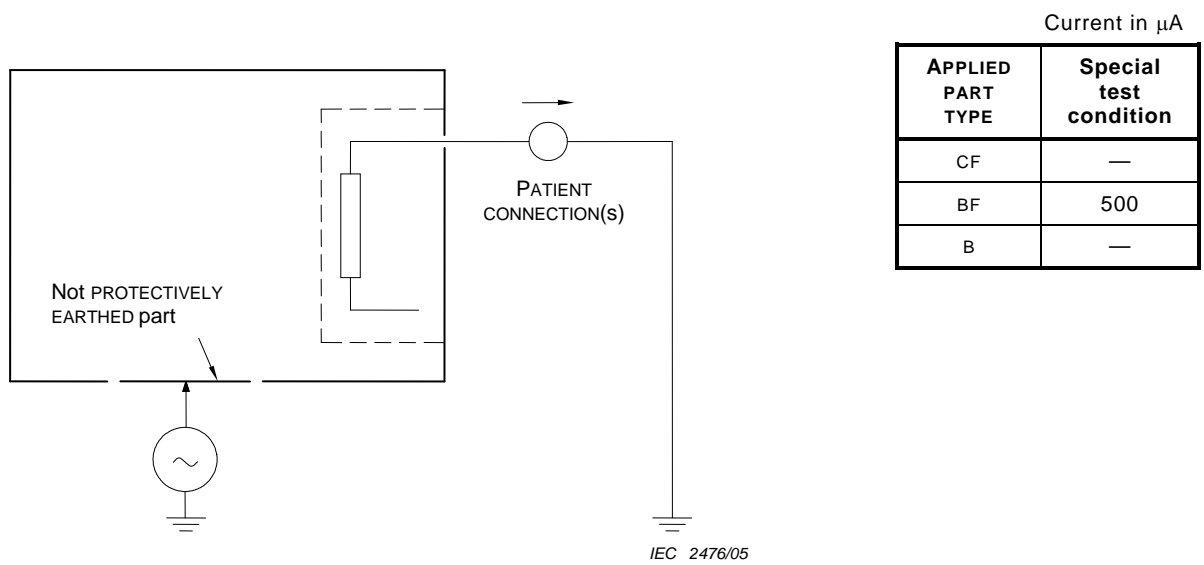 Current in μA
APPLIED
PART
TYPE
Special
test
condition
CF
—
BF
500
B
—
PATIENT
CONNECTION(s)
Not PROTECTIVELY
EARTHED part
IEC 2476/05